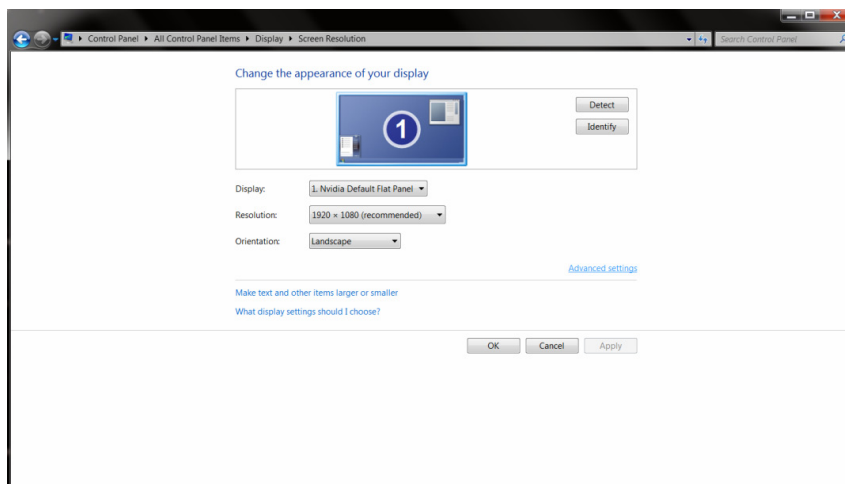 Control Panel ▸ All Control Panel Items ▸ Display ▸ Screen Resolution
Search Control Panel
Change the appearance of your display
1
Detect
Identify
Display: 1. Nvidia Default Flat Panel
Resolution: 1920 × 1080 (recommended)
Orientation: Landscape
Advanced settings
Make text and other items larger or smaller
What display settings should I choose?
OK Cancel Apply